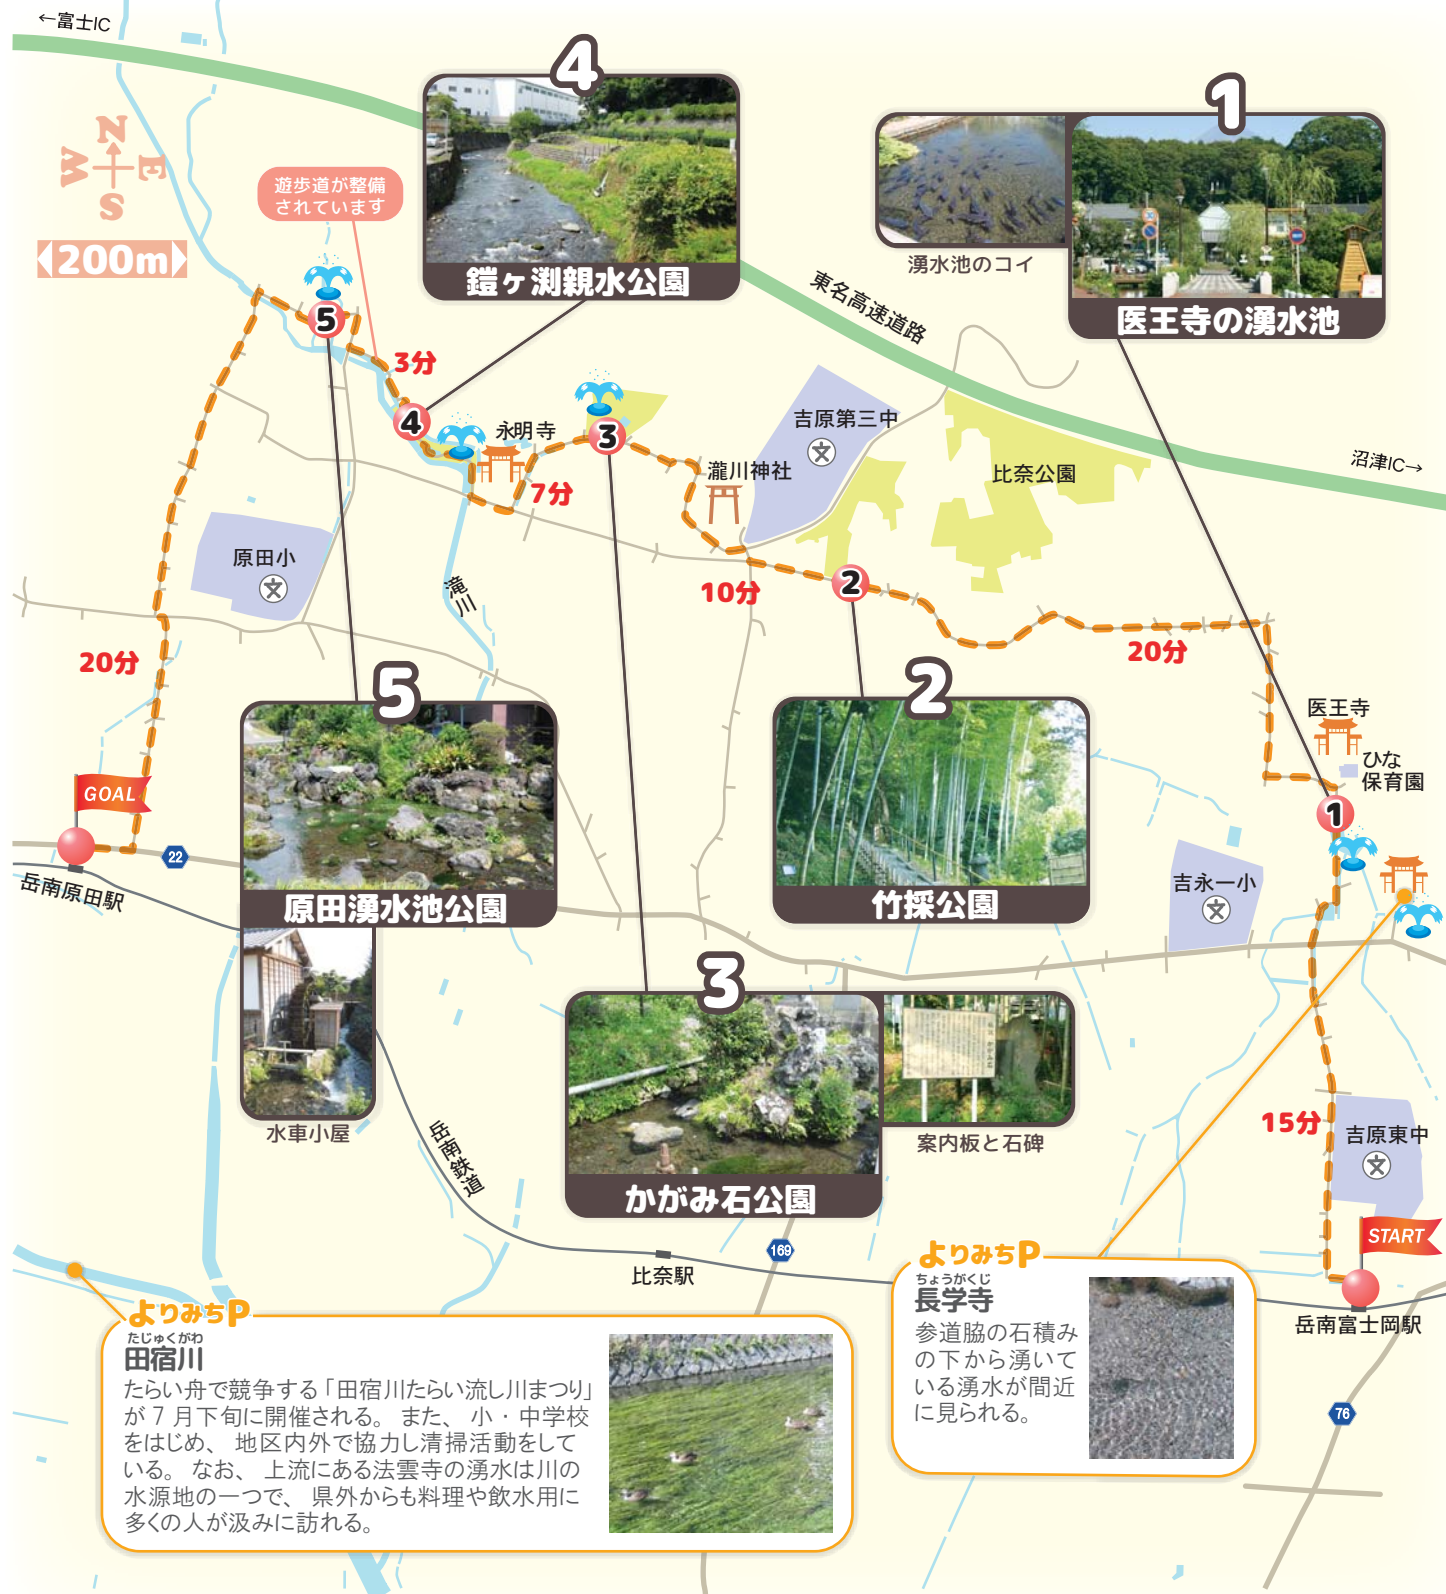 ←富士IC
N
W
E
S
200m
遊歩道が整備
されています
4
鎧ヶ渕親水公園
1
湧水池のコイ
医王寺の湧水池
東名高速道路
沼津IC→
5
3分
4
永明寺
7分
3
瀧川神社
吉原第三中
文
比奈公園
原田小
文
滝川
10分
2
20分
20分
医王寺
ひな
保育園
1
吉永一小
文
GOAL
22
岳南原田駅
5
原田湧水池公園
水車小屋
2
竹採公園
3
かがみ石公園
案内板と石碑
岳南鉄道
比奈駅
169
15分
吉原東中
文
START
岳南富士岡駅
76
よりみちP
たじゅくがわ
田宿川
たらい舟で競争する「田宿川たらい流し川まつり」
が7月下旬に開催される。また、小・中学校
をはじめ、地区内外で協力し清掃活動をして
いる。なお、上流にある法雲寺の湧水は川の
水源地の一つで、県外からも料理や飲水用に
多くの人が汲みに訪れる。
よりみちP
ちょうがくじ
長学寺
参道脇の石積み
の下から湧いて
いる湧水が間近
に見られる。